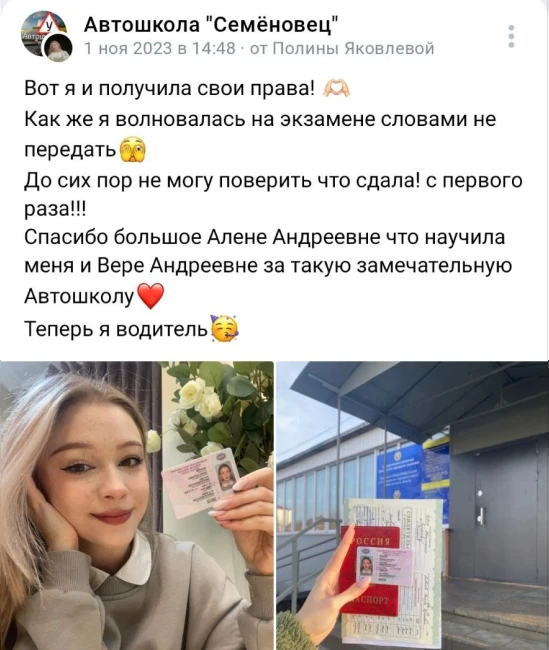 Автошкола "Семёновец"
1 ноя 2023 в 14:48 · от Полины Яковлевой
Вот я и получила свои права! 🫶🏻
Как же я волновалась на экзамене словами не
передать🫣
До сих пор не могу поверить что сдала! с первого
раза!!!
Спасибо большое Алене Андреевне что научила
меня и Вере Андреевне за такую замечательную
Автошколу❤️
Теперь я водитель🥳
РОССИЯ
ПАСПОРТ